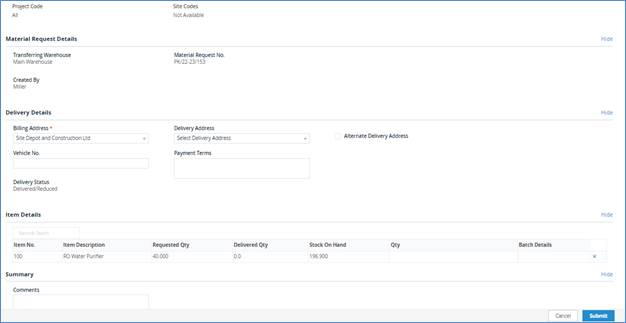 Project Code Site Codes
All Not Available
Material Request Details Hide
Transferring Warehouse Material Request No.
Main Warehouse PK/22-23/153
Created By
Miller
Delivery Details Hide
Billing Address * Delivery Address
Site Depot and Construction Ltd Select Delivery Address Alternate Delivery Address
Vehicle No. Payment Terms
Delivery Status
Delivered/Reduced
Item Details Hide
Item No. Item Description Requested Qty Delivered Qty Stock On Hand Qty Batch Details
100 RO Water Purifier 40.000 0.0 196.900 ×
Summary Hide
Comments
Cancel Submit